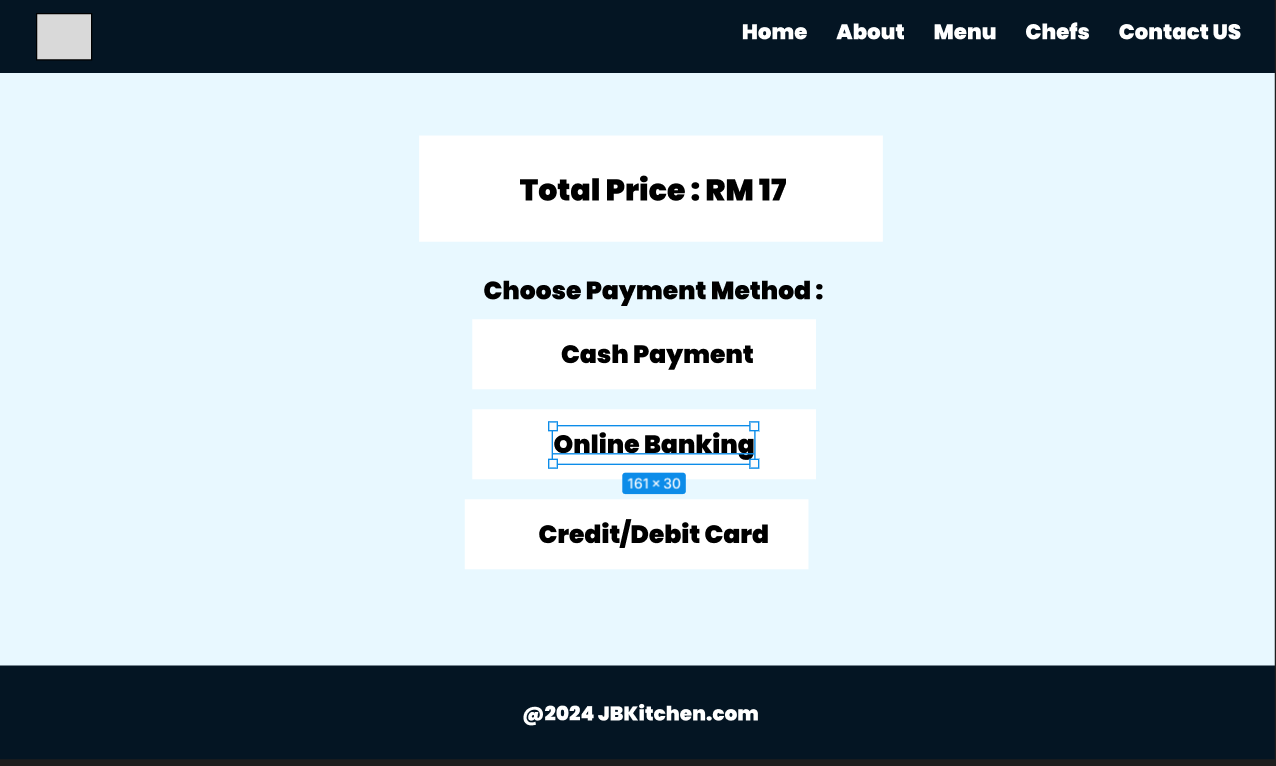 Home About Menu Chefs Contact US
Total Price : RM 17
Choose Payment Method :
Cash Payment
Online Banking
161 × 30
Credit/Debit Card
@2024 JBKitchen.com